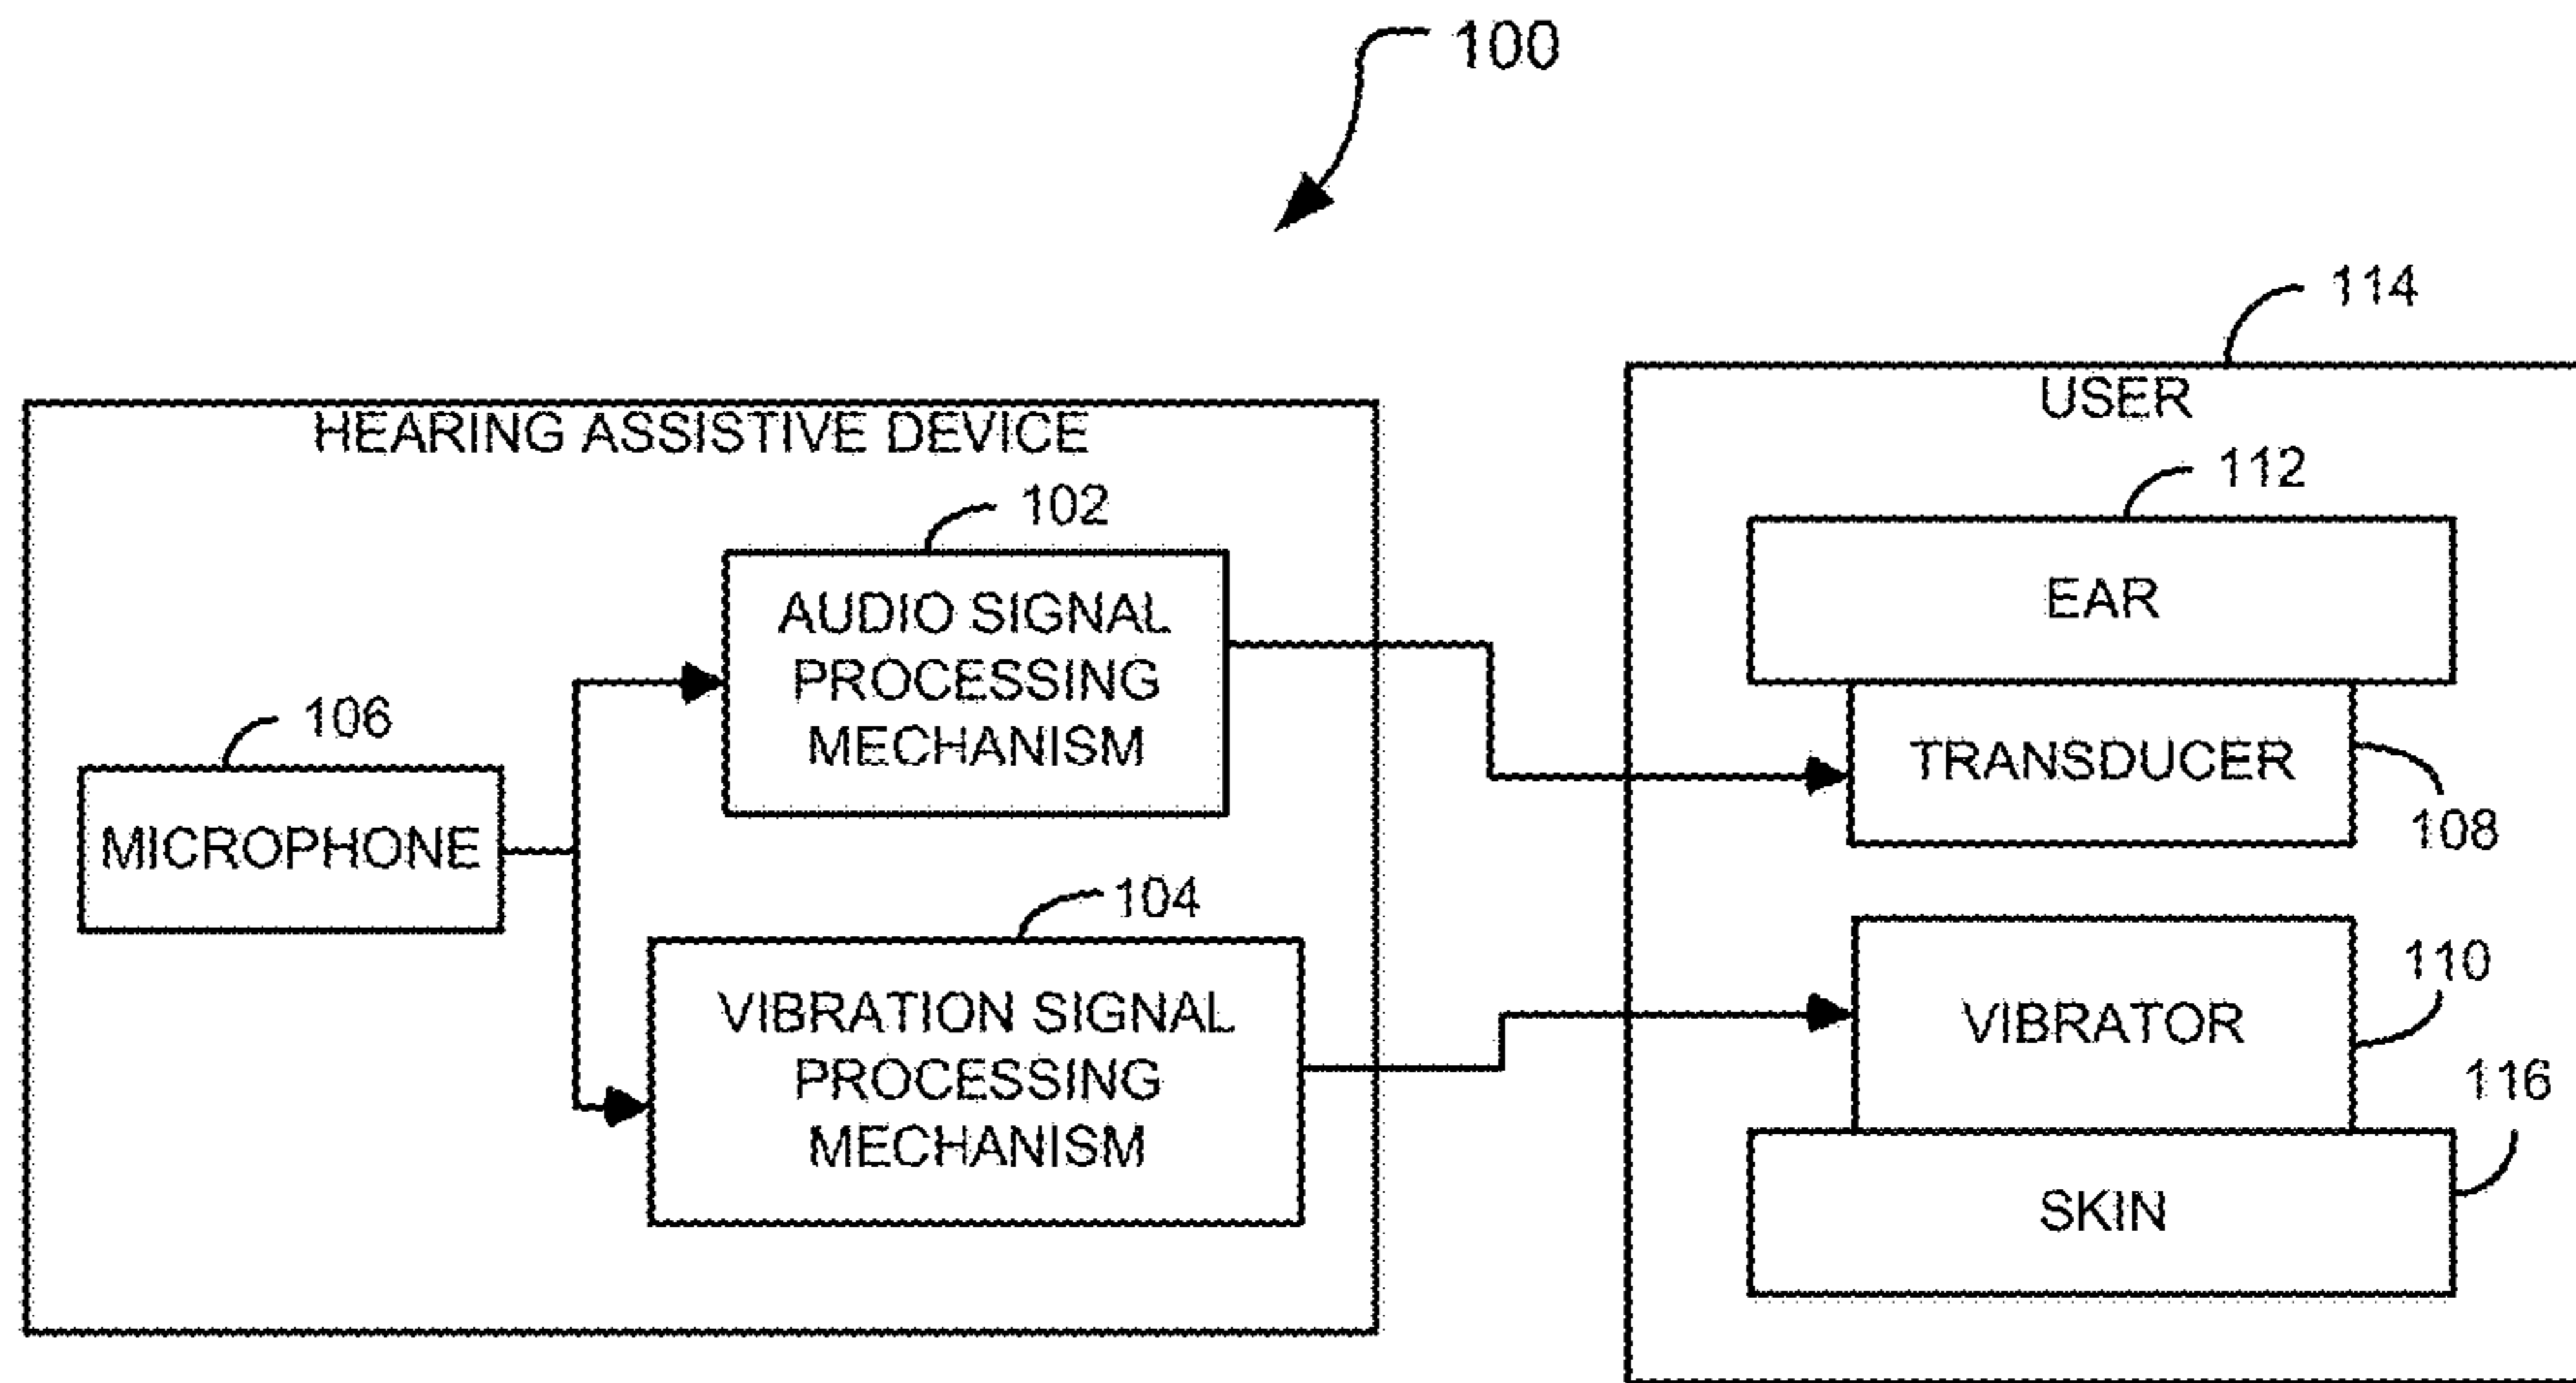 100
114
USER
HEARING ASSISTIVE DEVICE
112
102
EAR
AUDIO SIGNAL
PROCESSING
MECHANISM
106
TRANSDUCER
108
MICROPHONE
104
110
VIBRATION SIGNAL
PROCESSING
MECHANISM
VIBRATOR
116
SKIN